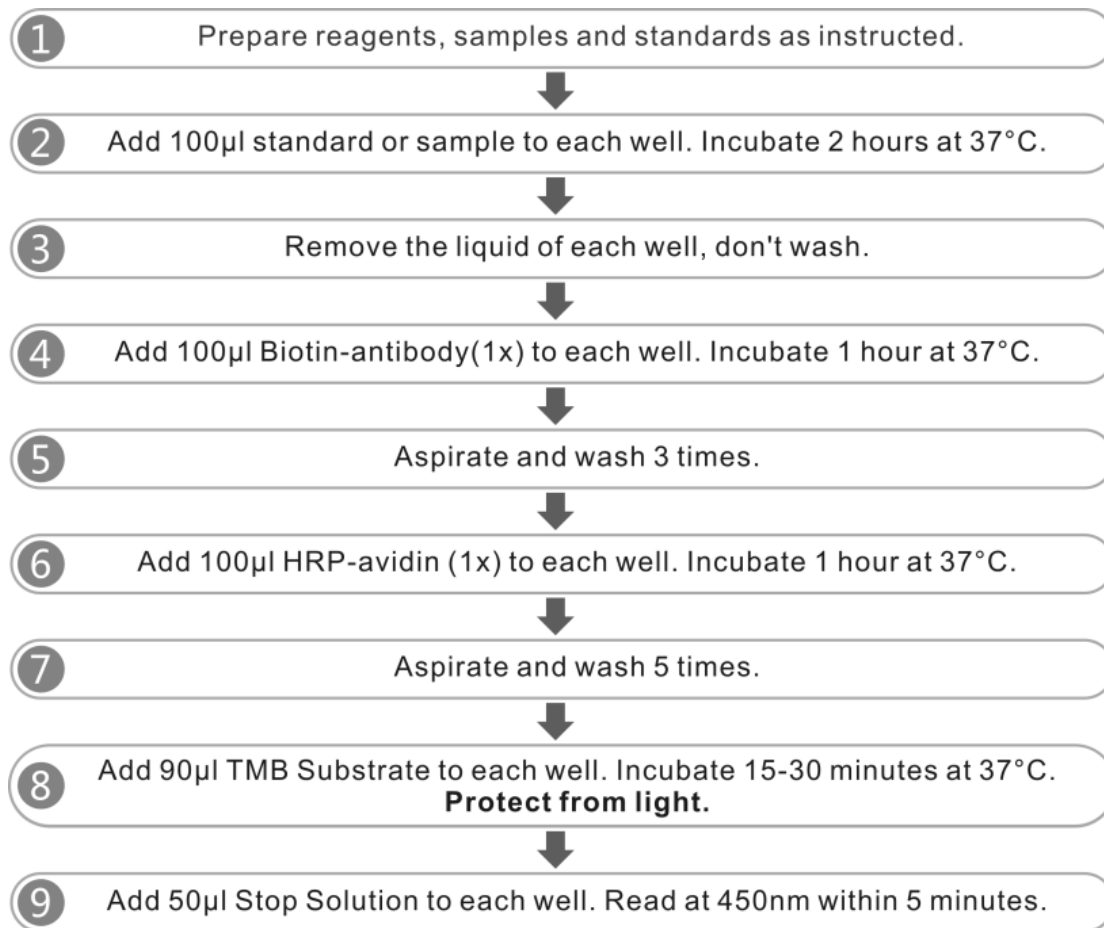 1 Prepare reagents, samples and standards as instructed.
2 Add 100µl standard or sample to each well. Incubate 2 hours at 37°C.
3 Remove the liquid of each well, don't wash.
4 Add 100µl Biotin-antibody(1x) to each well. Incubate 1 hour at 37°C.
5 Aspirate and wash 3 times.
6 Add 100µl HRP-avidin (1x) to each well. Incubate 1 hour at 37°C.
7 Aspirate and wash 5 times.
8 Add 90µl TMB Substrate to each well. Incubate 15-30 minutes at 37°C.
Protect from light.
9 Add 50µl Stop Solution to each well. Read at 450nm within 5 minutes.